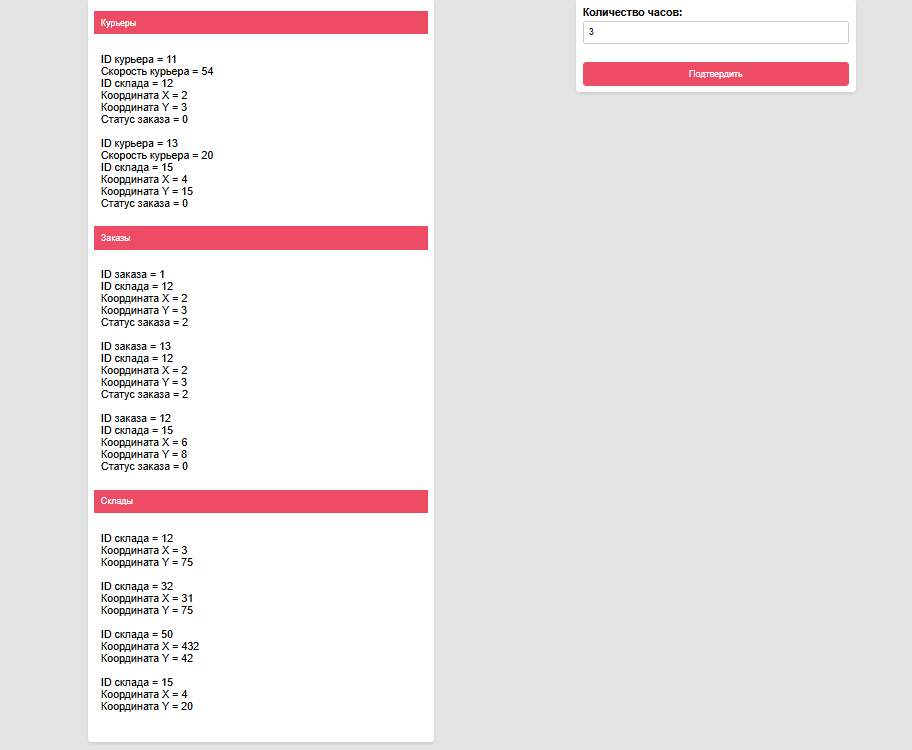 Курьеры
ID курьера = 11
Скорость курьера = 54
ID склада = 12
Координата X = 2
Координата Y = 3
Статус заказа = 0
ID курьера = 13
Скорость курьера = 20
ID склада = 15
Координата X = 4
Координата Y = 15
Статус заказа = 0
Заказы
ID заказа = 1
ID склада = 12
Координата X = 2
Координата Y = 3
Статус заказа = 2
ID заказа = 13
ID склада = 12
Координата X = 2
Координата Y = 3
Статус заказа = 2
ID заказа = 12
ID склада = 15
Координата X = 6
Координата Y = 8
Статус заказа = 0
Склады
ID склада = 12
Координата X = 3
Координата Y = 75
ID склада = 32
Координата X = 31
Координата Y = 75
ID склада = 50
Координата X = 432
Координата Y = 42
ID склада = 15
Координата X = 4
Координата Y = 20
Количество часов:
3
Подтвердить